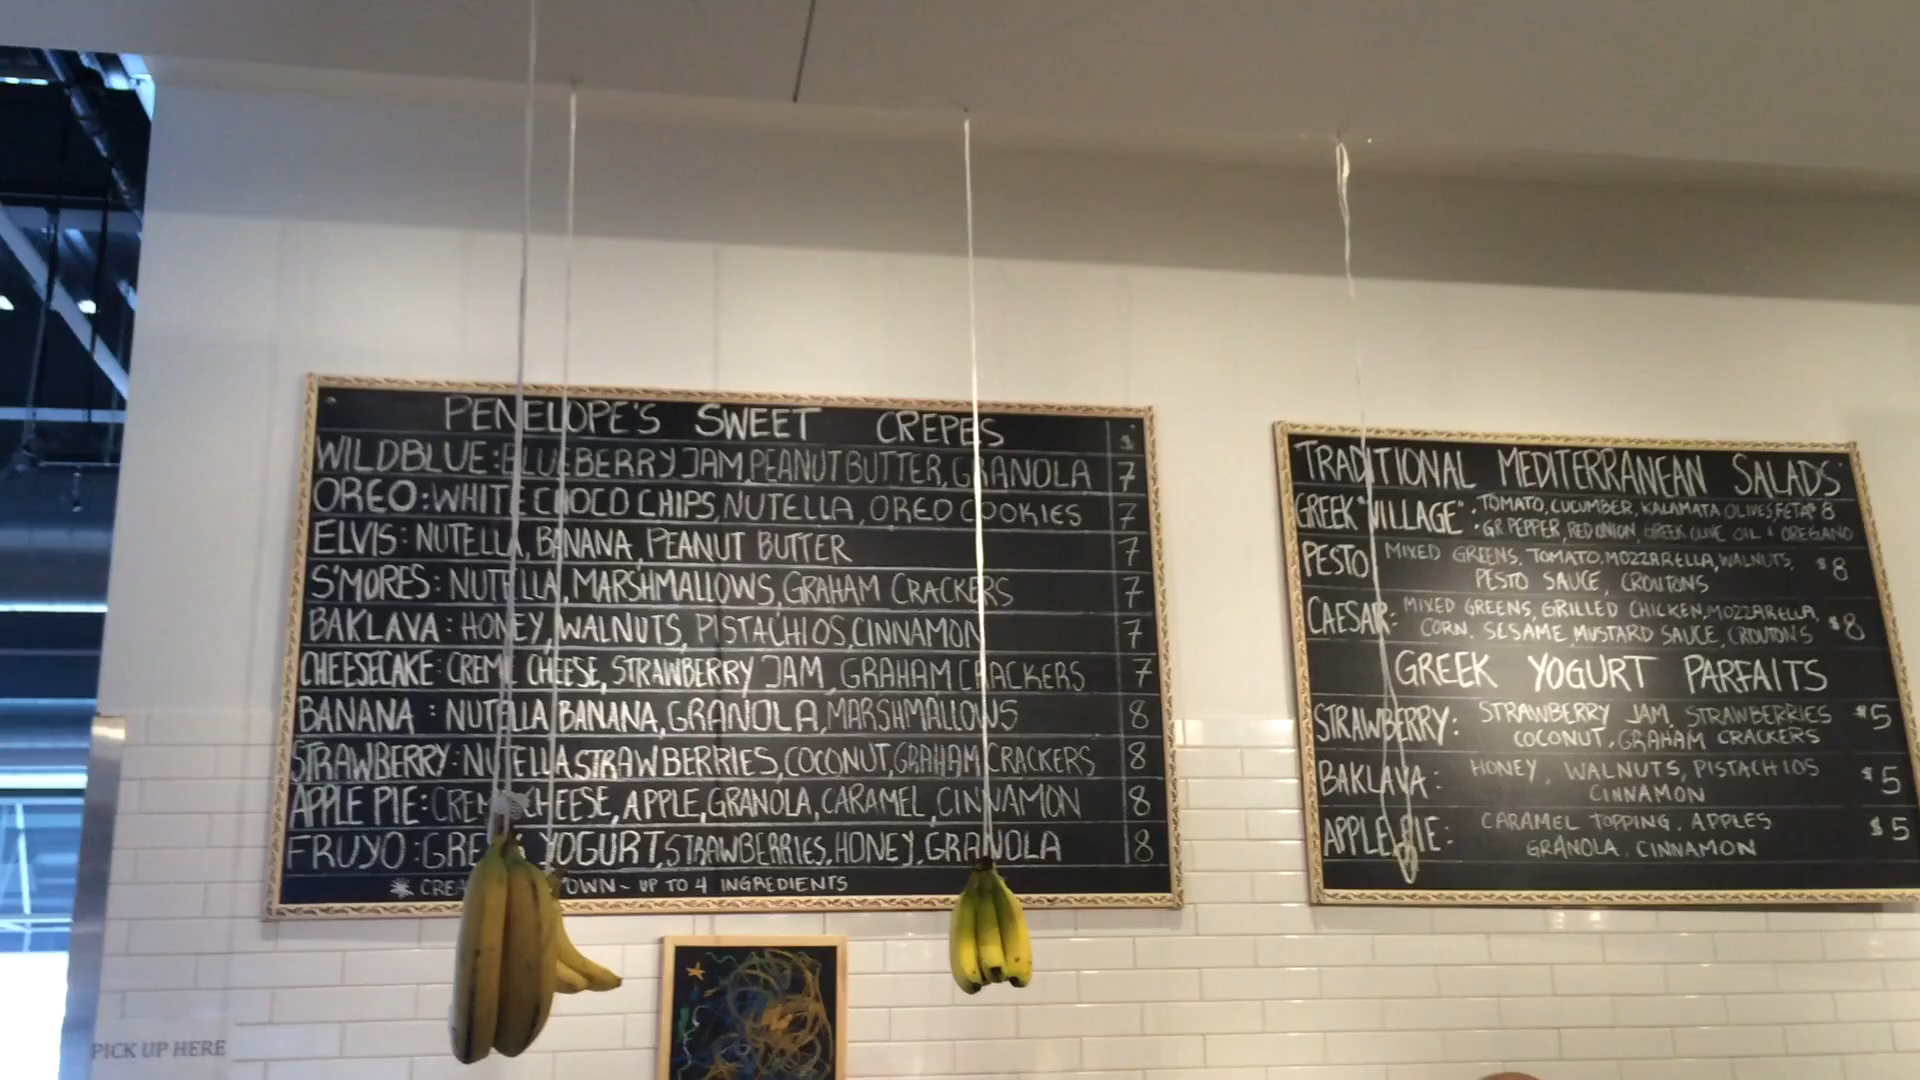 PENELOPE'S SWEET CREPES $
WILDBLUE: BLUEBERRY JAM, PEANUT BUTTER, GRANOLA 7
OREO: WHITE CHOCO CHIPS, NUTELLA, OREO COOKIES 7
ELVIS: NUTELLA, BANANA, PEANUT BUTTER 7
S'MORES: NUTELLA, MARSHMALLOWS, GRAHAM CRACKERS 7
BAKLAVA: HONEY, WALNUTS, PISTACHIOS, CINNAMON 7
CHEESECAKE: CREME CHEESE, STRAWBERRY JAM, GRAHAM CRACKERS 7
BANANA: NUTELLA BANANA, GRANOLA, MARSHMALLOWS 8
STRAWBERRY: NUTELLA, STRAWBERRIES, COCONUT, GRAHAM CRACKERS 8
APPLE PIE: CREME CHEESE, APPLE, GRANOLA, CARAMEL, CINNAMON 8
FRUYO: GREEK YOGURT, STRAWBERRIES, HONEY, GRANOLA 8
OWN ~ UP TO 4 INGREDIENTS
TRADITIONAL MEDITERRANEAN SALADS
GREEK "VILLAGE" • TOMATO, CUCUMBER, KALAMATA OLIVES, FETA $8
• GR PEPPER, RED ONION, GREEK OLIVE OIL + OREGANO
PESTO MIXED GREENS, TOMATO, MOZZARELLA, WALNUTS, $8
PESTO SAUCE, CROUTONS
CAESAR: MIXED GREENS, GRILLED CHICKEN, MOZZARELLA, $8
CORN, SESAME, MUSTARD SAUCE, CROUTONS
GREEK YOGURT PARFAITS
STRAWBERRY: STRAWBERRY JAM, STRAWBERRIES $5
COCONUT, GRAHAM CRACKERS
BAKLAVA: HONEY, WALNUTS, PISTACHIOS $5
CINNAMON
APPLE PIE: CARAMEL TOPPING, APPLES $5
GRANOLA, CINNAMON
PICK UP HERE